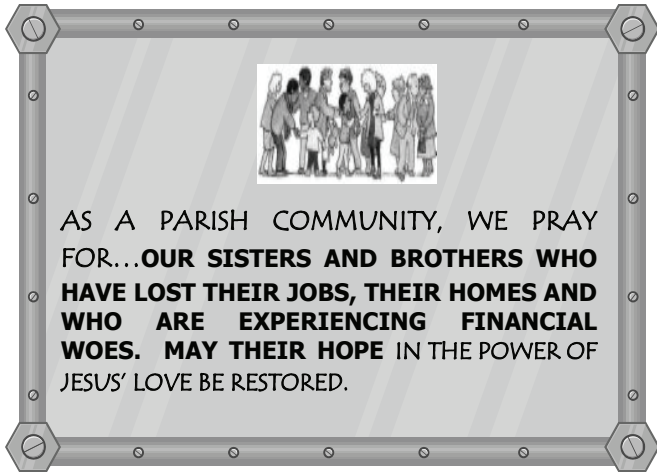 AS A PARISH COMMUNITY, WE PRAY
FOR…OUR SISTERS AND BROTHERS WHO
HAVE LOST THEIR JOBS, THEIR HOMES AND
WHO ARE EXPERIENCING FINANCIAL
WOES. MAY THEIR HOPE IN THE POWER OF
JESUS' LOVE BE RESTORED.